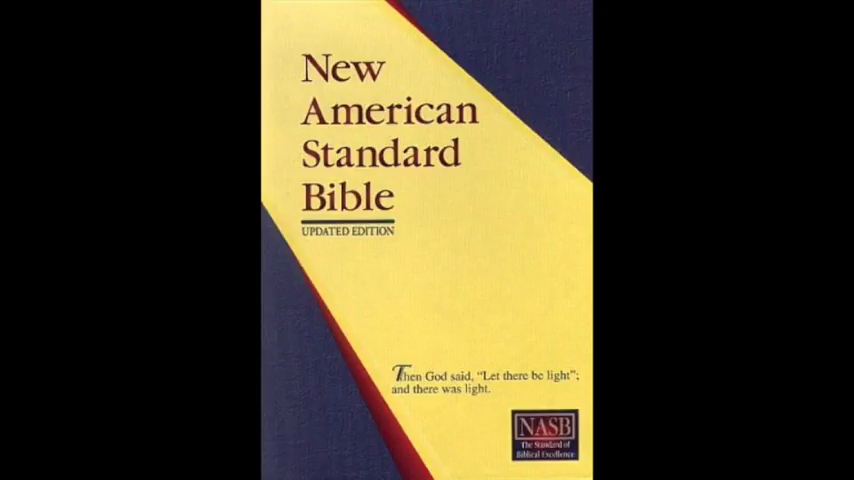 New
American
Standard
Bible
UPDATED EDITION
Then God said, "Let there be light";
and there was light.
NASB
The Standard of
Biblical Excellence